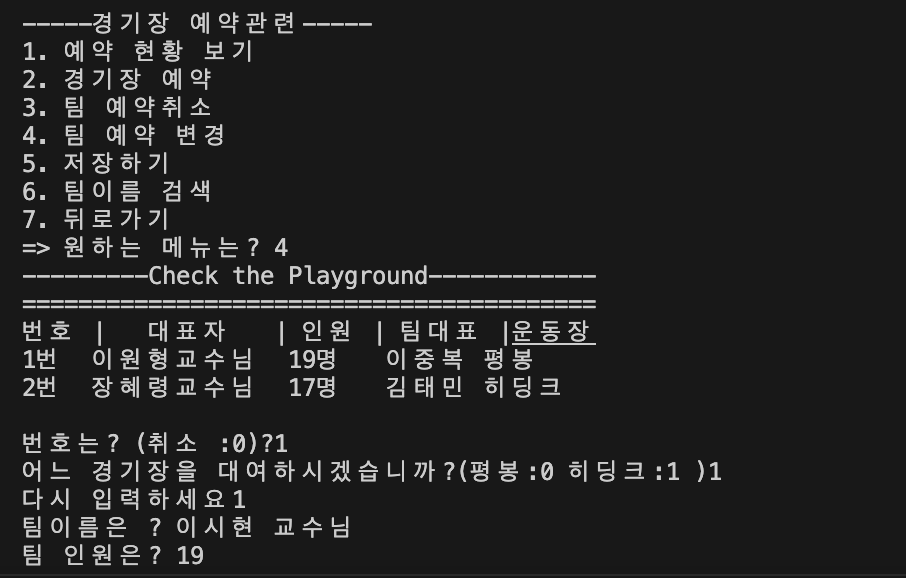 -----경기장 예약관련-----
1. 예약 현황 보기
2. 경기장 예약
3. 팀 예약취소
4. 팀 예약 변경
5. 저장하기
6. 팀이름 검색
7. 뒤로가기
=> 원하는 메뉴는? 4
---------Check the Playground------------
=========================================
번호 | 대표자 | 인원 | 팀대표 |운동장
1번 이원형교수님 19명 이중복 평봉
2번 장혜령교수님 17명 김태민 히딩크
번호는? (취소 :0)?1
어느 경기장을 대여하시겠습니까?(평봉:0 히딩크:1 )1
다시 입력하세요1
팀이름은 ? 이시현 교수님
팀 인원은? 19